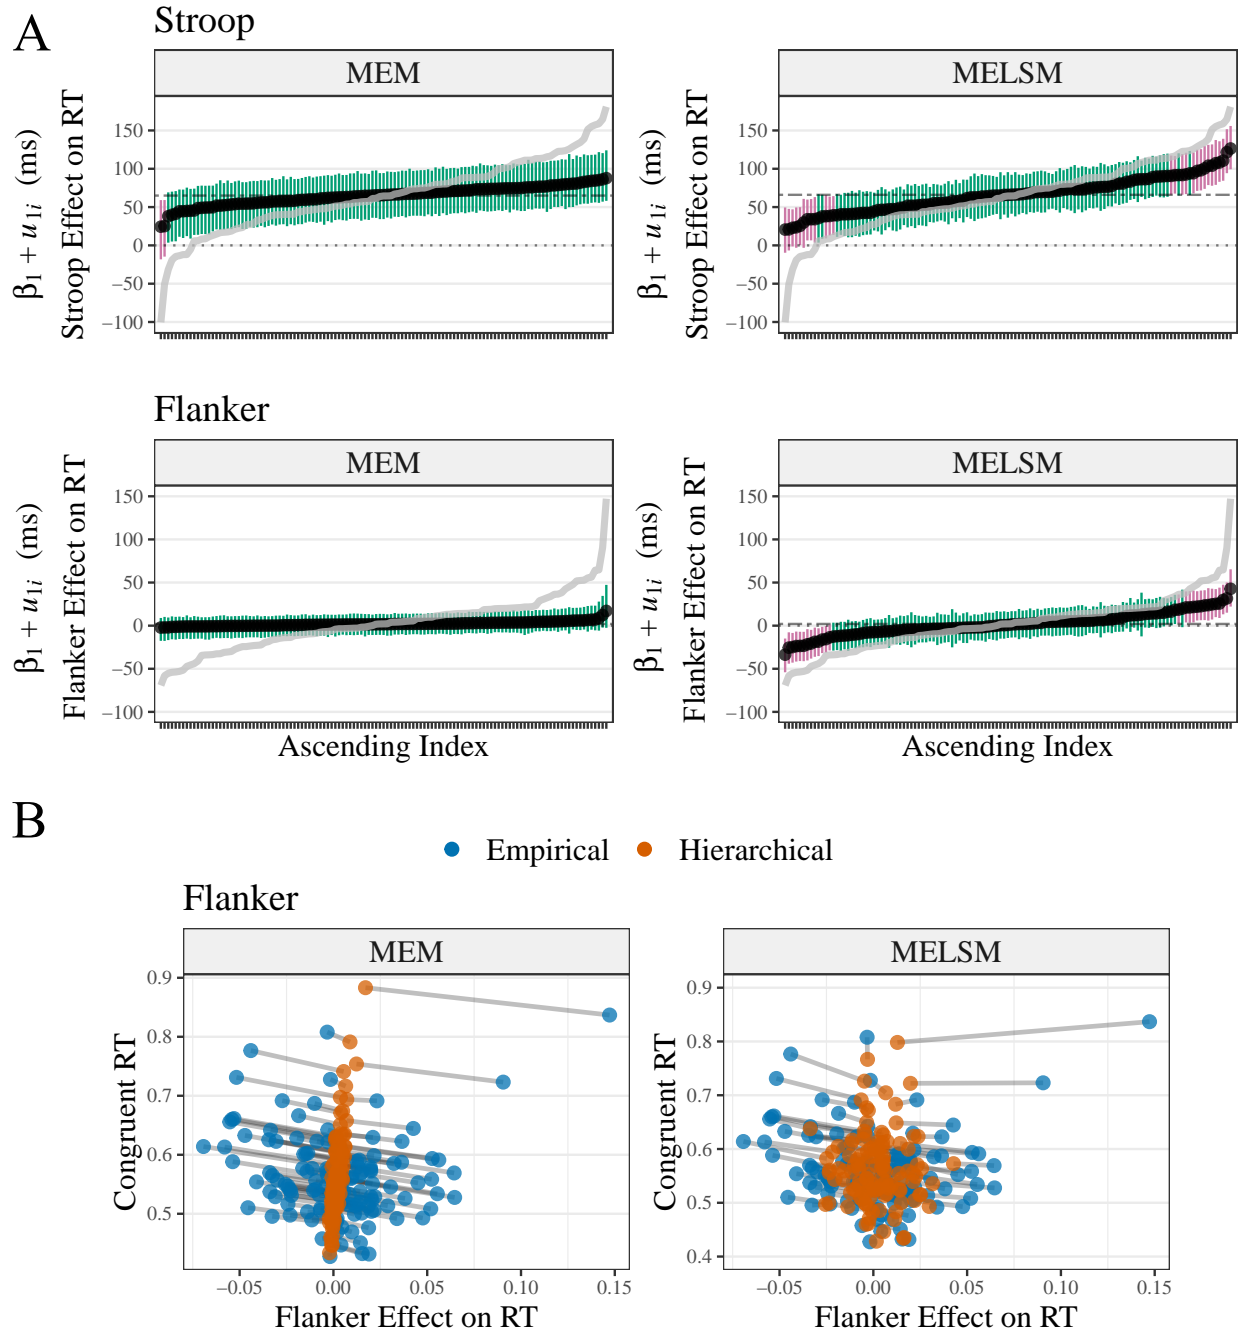 A
Stroop
MEM
MELSM
β1 + u1i (ms)
Stroop Effect on RT
150
100
50
0
−50
−100
β1 + u1i (ms)
Stroop Effect on RT
150
100
50
0
−50
−100
Flanker
MEM
MELSM
β1 + u1i (ms)
Flanker Effect on RT
150
100
50
0
−50
−100
Ascending Index
β1 + u1i (ms)
Flanker Effect on RT
150
100
50
0
−50
−100
Ascending Index
B
Empirical Hierarchical
Flanker
MEM
MELSM
Congruent RT
0.9
0.8
0.7
0.6
0.5
−0.05 0.00 0.05 0.10 0.15
Flanker Effect on RT
Congruent RT
0.9
0.8
0.7
0.6
0.5
0.4
−0.05 0.00 0.05 0.10 0.15
Flanker Effect on RT